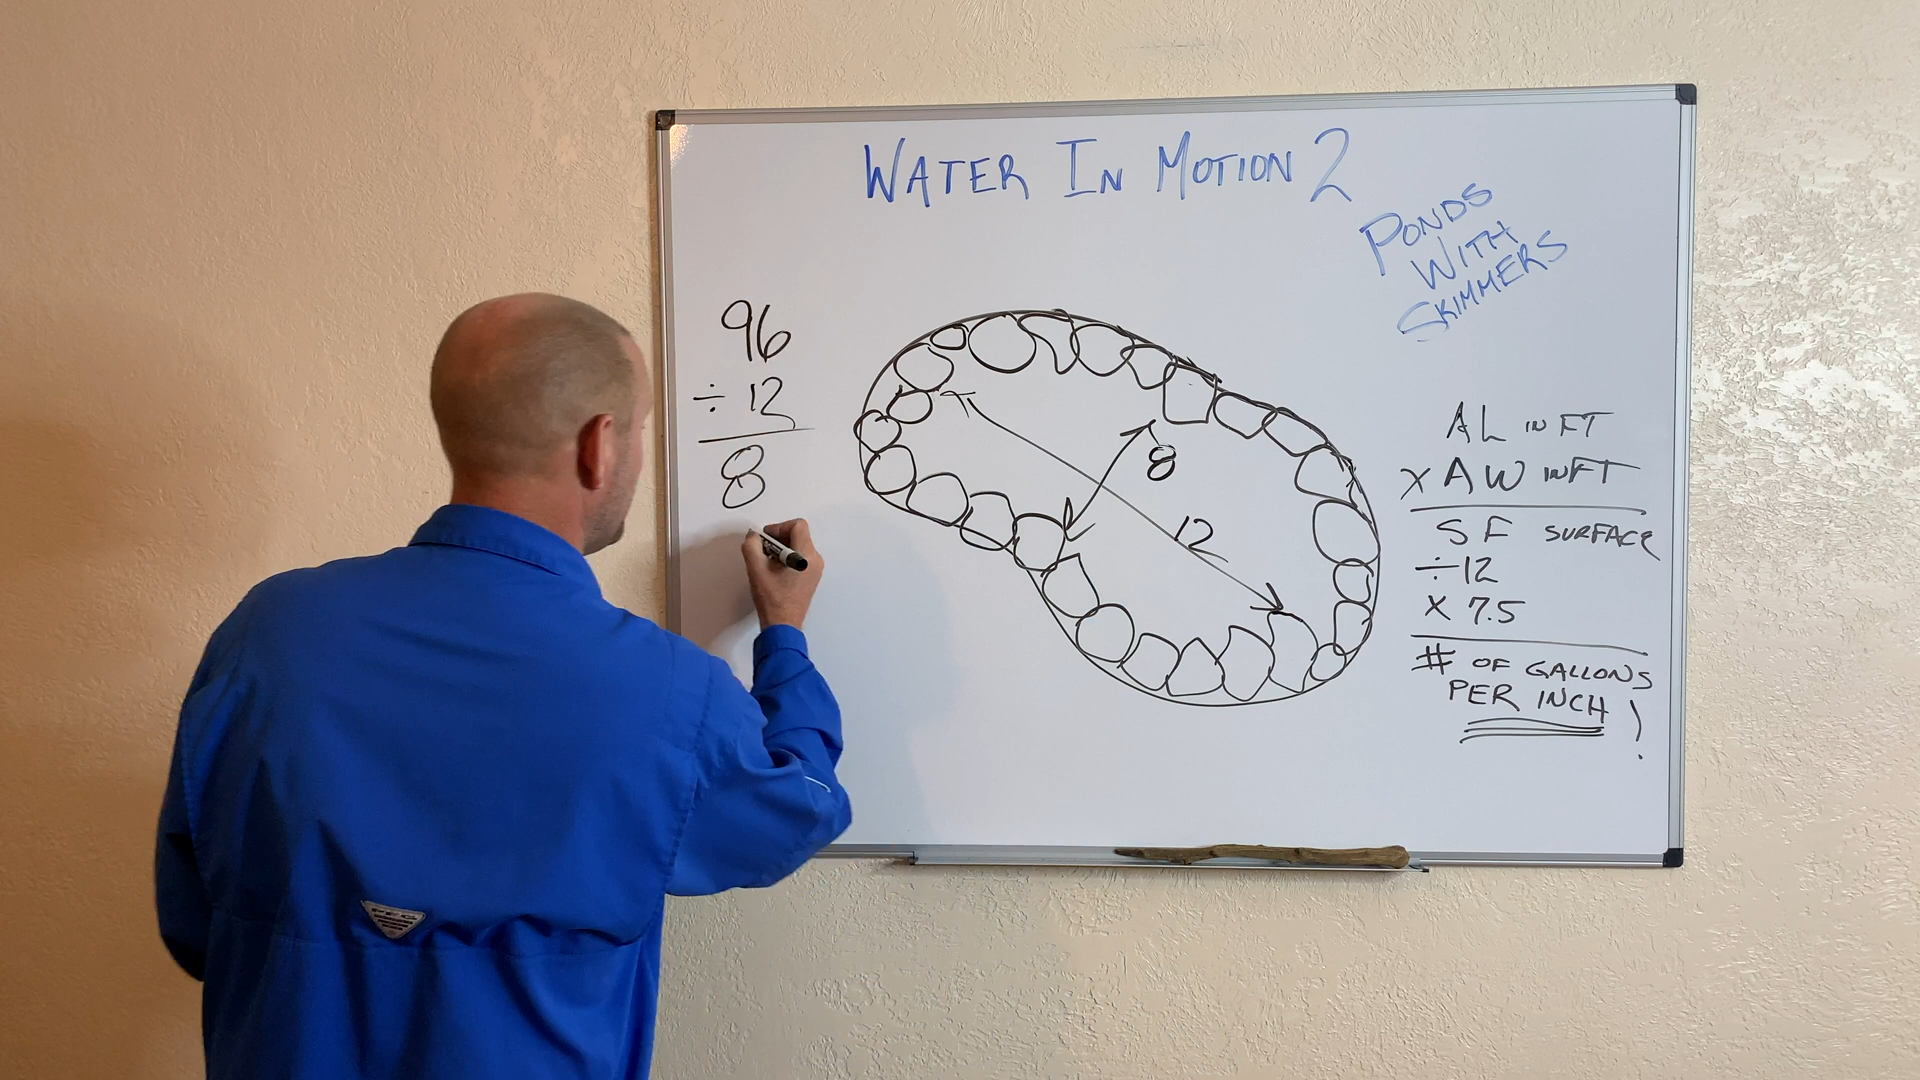 WATER IN MOTION 2
PONDS
WITH
SKIMMERS
96
÷ 12
8
8
12
AL IN FT
X AW IN FT
SF SURFACE
÷12
X 7.5
# OF GALLONS
PER INCH!